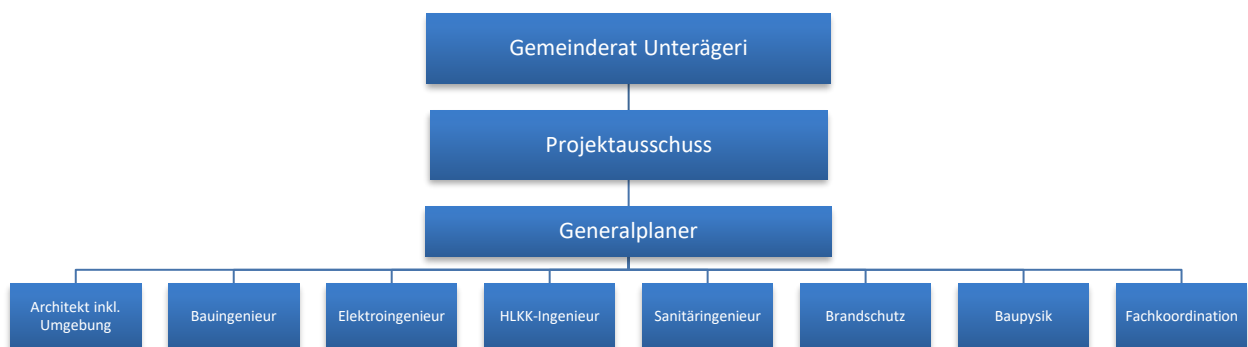 Gemeinderat Unterägeri
Projektausschuss
Generalplaner
Architekt inkl.
Umgebung
Bauingenieur
Elektroingenieur
HLKK-Ingenieur
Sanitäringenieur
Brandschutz
Baupysik
Fachkoordination